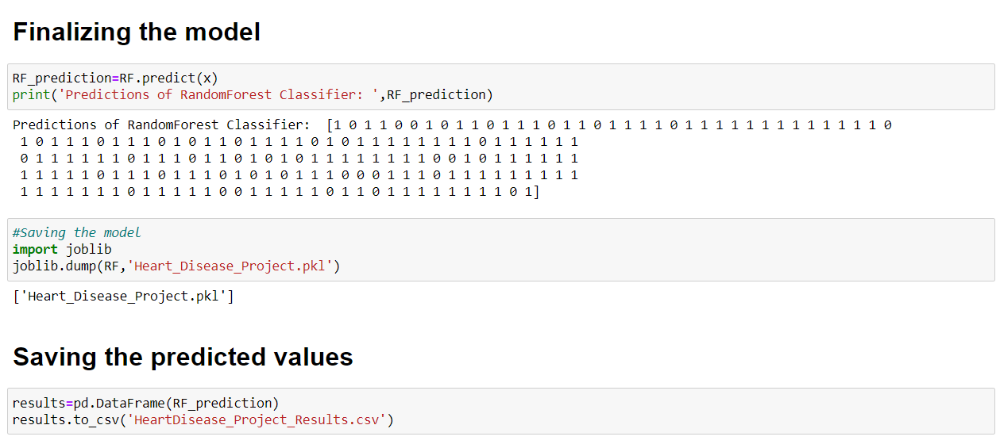 Finalizing the model
RF_prediction=RF.predict(x)
print('Predictions of RandomForest Classifier: ',RF_prediction)
Predictions of RandomForest Classifier:  [1 0 1 1 0 0 1 0 1 1 0 1 1 1 0 1 1 0 1 1 1 1 0 1 1 1 1 1 1 1 1 1 1 1 1 1 0
1 0 1 1 1 0 1 1 1 0 1 0 1 1 0 1 1 1 1 0 1 0 1 1 1 1 1 1 1 1 0 1 1 1 1 1 1
0 1 1 1 1 1 1 0 1 1 1 0 1 1 0 1 0 1 0 1 1 1 1 1 1 1 1 0 0 1 0 1 1 1 1 1 1
1 1 1 1 1 0 1 1 1 0 1 1 1 0 1 0 1 0 1 1 1 0 0 0 1 1 1 0 1 1 1 1 1 1 1 1 1
1 1 1 1 1 1 1 0 1 1 1 1 1 0 0 1 1 1 1 1 0 1 1 0 1 1 1 1 1 1 1 1 0 1]
#Saving the model
import joblib
joblib.dump(RF,'Heart_Disease_Project.pkl')
['Heart_Disease_Project.pkl']
Saving the predicted values
results=pd.DataFrame(RF_prediction)
results.to_csv('HeartDisease_Project_Results.csv')